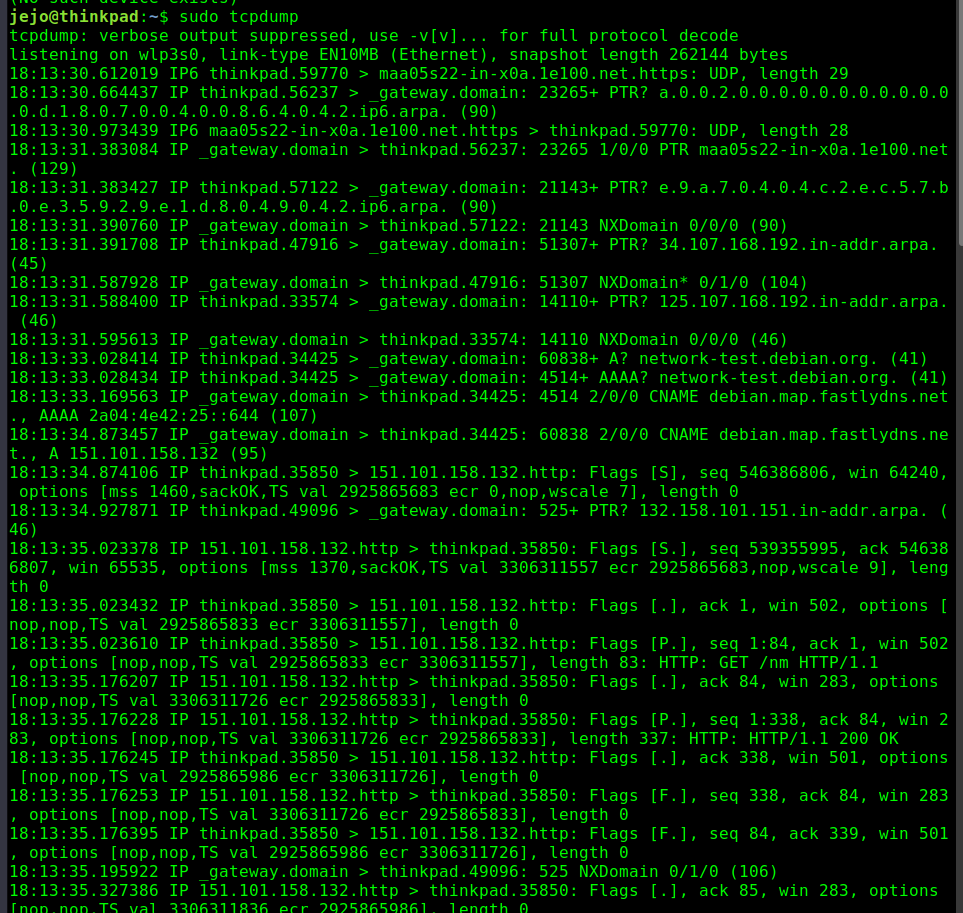 (No such device exists)
jejo@thinkpad:~$ sudo tcpdump
tcpdump: verbose output suppressed, use -v[v]... for full protocol decode
listening on wlp3s0, link-type EN10MB (Ethernet), snapshot length 262144 bytes
18:13:30.612019 IP6 thinkpad.59770 > maa05s22-in-x0a.1e100.net.https: UDP, length 29
18:13:30.664437 IP thinkpad.56237 > _gateway.domain: 23265+ PTR? a.0.0.2.0.0.0.0.0.0.0.0.0.0.0
.0.d.1.8.0.7.0.0.4.0.0.8.6.4.0.4.2.ip6.arpa. (90)
18:13:30.973439 IP6 maa05s22-in-x0a.1e100.net.https > thinkpad.59770: UDP, length 28
18:13:31.383084 IP _gateway.domain > thinkpad.56237: 23265 1/0/0 PTR maa05s22-in-x0a.1e100.net
. (129)
18:13:31.383427 IP thinkpad.57122 > _gateway.domain: 21143+ PTR? e.9.a.7.0.4.0.4.c.2.e.c.5.7.b
.0.e.3.5.9.2.9.e.1.d.8.0.4.9.0.4.2.ip6.arpa. (90)
18:13:31.390760 IP _gateway.domain > thinkpad.57122: 21143 NXDomain 0/0/0 (90)
18:13:31.391708 IP thinkpad.47916 > _gateway.domain: 51307+ PTR? 34.107.168.192.in-addr.arpa.
(45)
18:13:31.587928 IP _gateway.domain > thinkpad.47916: 51307 NXDomain* 0/1/0 (104)
18:13:31.588400 IP thinkpad.33574 > _gateway.domain: 14110+ PTR? 125.107.168.192.in-addr.arpa.
(46)
18:13:31.595613 IP _gateway.domain > thinkpad.33574: 14110 NXDomain 0/0/0 (46)
18:13:33.028414 IP thinkpad.34425 > _gateway.domain: 60838+ A? network-test.debian.org. (41)
18:13:33.028434 IP thinkpad.34425 > _gateway.domain: 4514+ AAAA? network-test.debian.org. (41)
18:13:33.169563 IP _gateway.domain > thinkpad.34425: 4514 2/0/0 CNAME debian.map.fastlydns.net
., AAAA 2a04:4e42:25::644 (107)
18:13:34.873457 IP _gateway.domain > thinkpad.34425: 60838 2/0/0 CNAME debian.map.fastlydns.ne
t., A 151.101.158.132 (95)
18:13:34.874106 IP thinkpad.35850 > 151.101.158.132.http: Flags [S], seq 546386806, win 64240,
options [mss 1460,sackOK,TS val 2925865683 ecr 0,nop,wscale 7], length 0
18:13:34.927871 IP thinkpad.49096 > _gateway.domain: 525+ PTR? 132.158.101.151.in-addr.arpa. (
46)
18:13:35.023378 IP 151.101.158.132.http > thinkpad.35850: Flags [S.], seq 539355995, ack 54638
6807, win 65535, options [mss 1370,sackOK,TS val 3306311557 ecr 2925865683,nop,wscale 9], leng
th 0
18:13:35.023432 IP thinkpad.35850 > 151.101.158.132.http: Flags [.], ack 1, win 502, options [
nop,nop,TS val 2925865833 ecr 3306311557], length 0
18:13:35.023610 IP thinkpad.35850 > 151.101.158.132.http: Flags [P.], seq 1:84, ack 1, win 502
, options [nop,nop,TS val 2925865833 ecr 3306311557], length 83: HTTP: GET /nm HTTP/1.1
18:13:35.176207 IP 151.101.158.132.http > thinkpad.35850: Flags [.], ack 84, win 283, options
[nop,nop,TS val 3306311726 ecr 2925865833], length 0
18:13:35.176228 IP 151.101.158.132.http > thinkpad.35850: Flags [P.], seq 1:338, ack 84, win 2
83, options [nop,nop,TS val 3306311726 ecr 2925865833], length 337: HTTP: HTTP/1.1 200 OK
18:13:35.176245 IP thinkpad.35850 > 151.101.158.132.http: Flags [.], ack 338, win 501, options
[nop,nop,TS val 2925865986 ecr 3306311726], length 0
18:13:35.176253 IP 151.101.158.132.http > thinkpad.35850: Flags [F.], seq 338, ack 84, win 283
, options [nop,nop,TS val 3306311726 ecr 2925865833], length 0
18:13:35.176395 IP thinkpad.35850 > 151.101.158.132.http: Flags [F.], seq 84, ack 339, win 501
, options [nop,nop,TS val 2925865986 ecr 3306311726], length 0
18:13:35.195922 IP _gateway.domain > thinkpad.49096: 525 NXDomain 0/1/0 (106)
18:13:35.327386 IP 151.101.158.132.http > thinkpad.35850: Flags [.], ack 85, win 283, options
[nop,nop,TS val 3306311836 ecr 2925865986], length 0